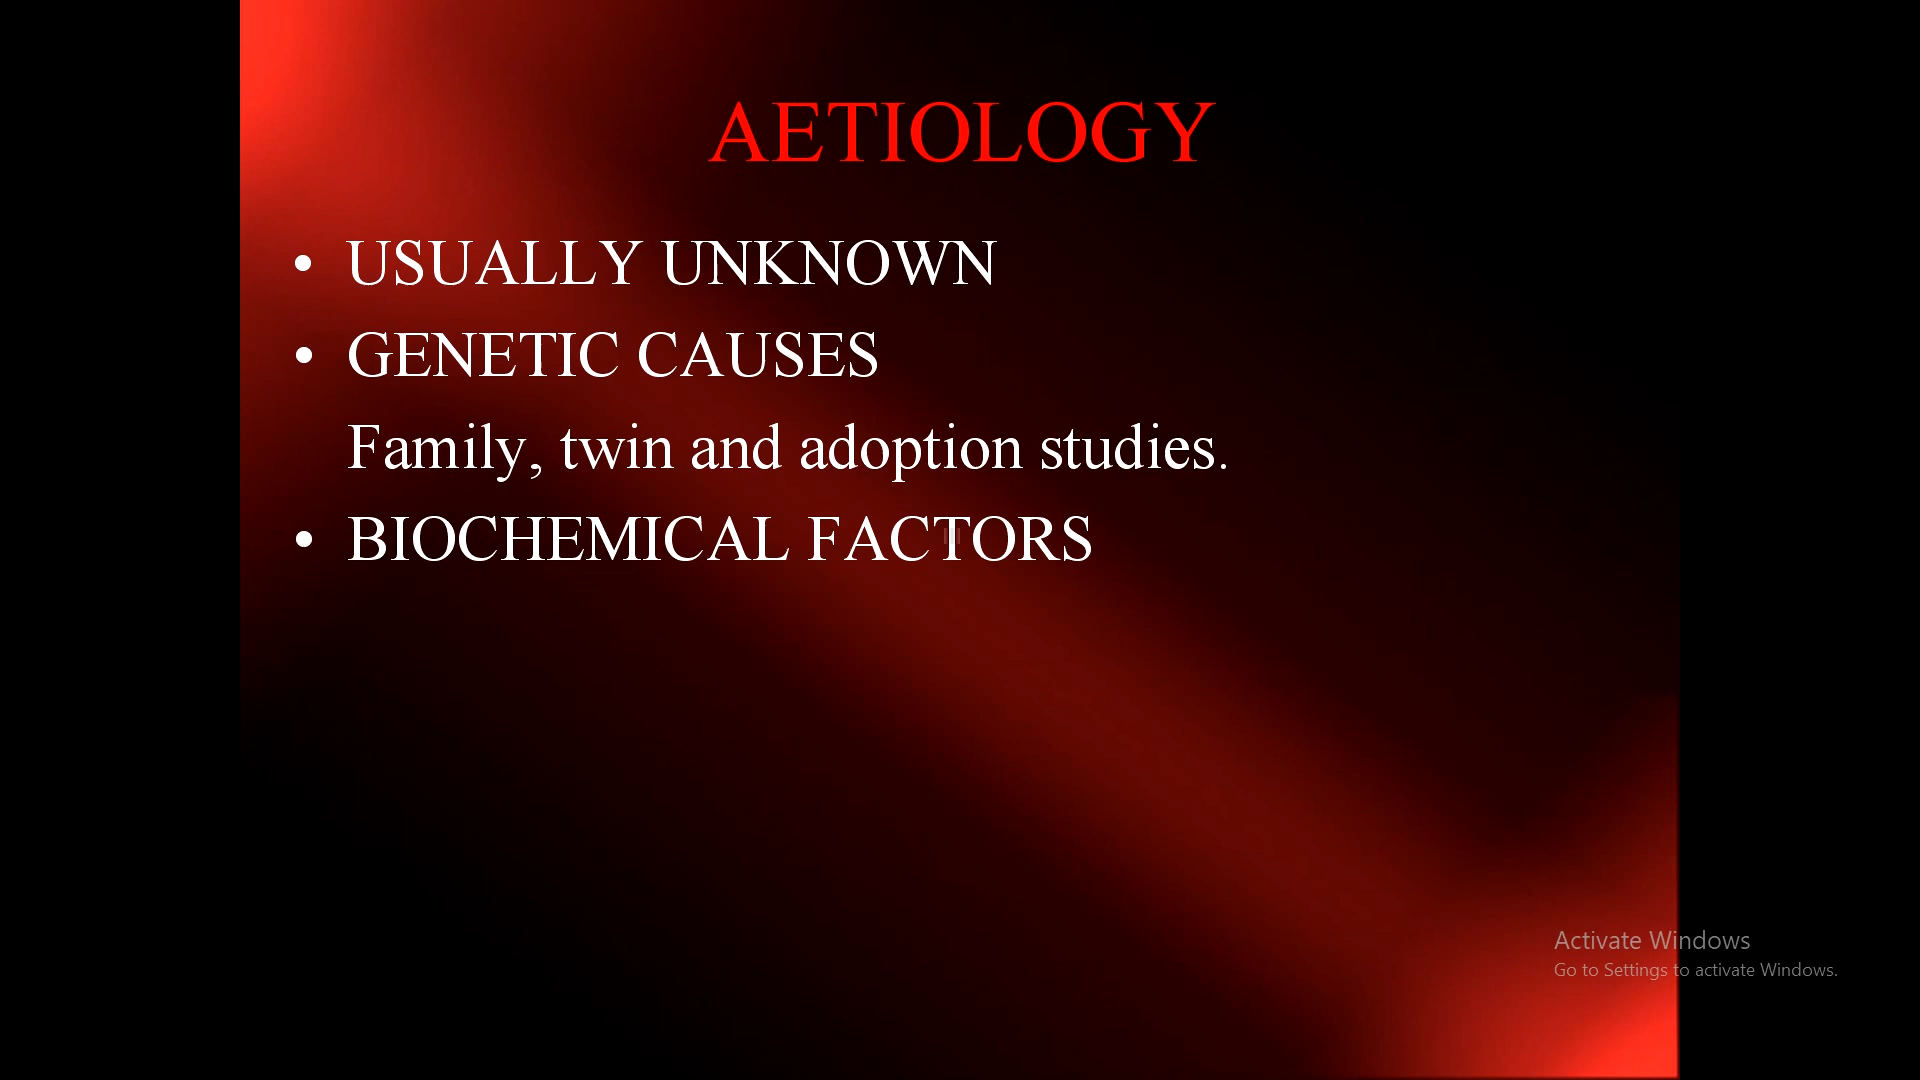 AETIOLOGY
• USUALLY UNKNOWN
• GENETIC CAUSES
Family, twin and adoption studies.
• BIOCHEMICAL FACTORS
Activate Windows
Go to Settings to activate Windows.